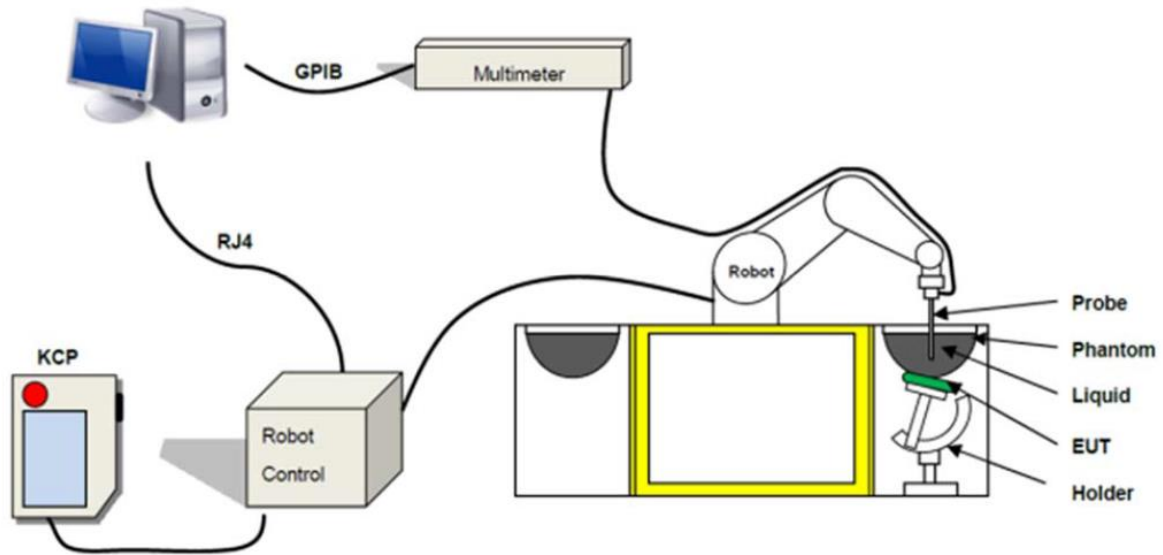 GPIB
Multimeter
RJ4
Robot
Probe
KCP
Phantom
Liquid
Robot
Control
EUT
Holder